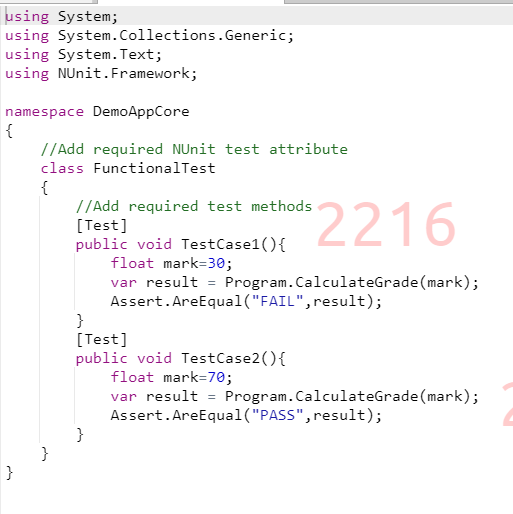 using System;
using System.Collections.Generic;
using System.Text;
using NUnit.Framework;

namespace DemoAppCore
{
    //Add required NUnit test attribute
    class FunctionalTest
    {
        //Add required test methods
        [Test]
        public void TestCase1(){
            float mark=30;
            var result = Program.CalculateGrade(mark);
            Assert.AreEqual("FAIL",result);
        }
        [Test]
        public void TestCase2(){
            float mark=70;
            var result = Program.CalculateGrade(mark);
            Assert.AreEqual("PASS",result);
        }
    }
}
2216